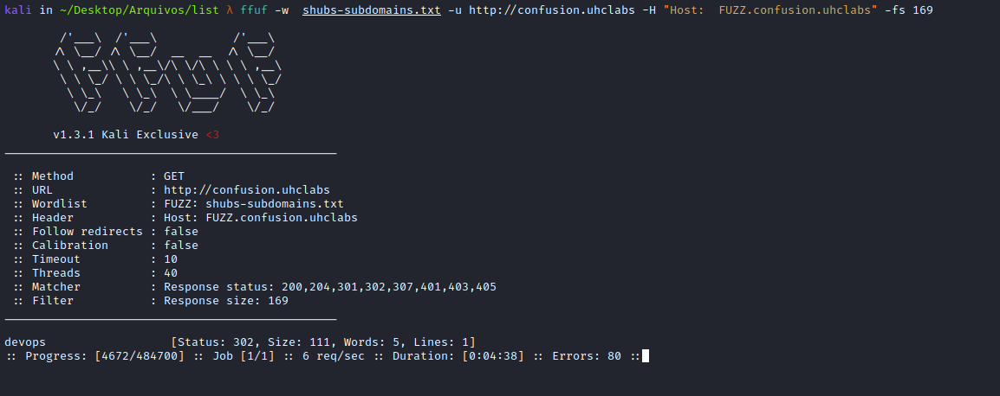 kali in ~/Desktop/Arquivos/list λ ffuf -w  shubs-subdomains.txt -u http://confusion.uhclabs -H "Host:  FUZZ.confusion.uhclabs" -fs 169
        /'___\  /'___\           /'___\
       /\ \__/ /\ \__/  __  __  /\ \__/
       \ \ ,__\\ \ ,__\/\ \/\ \ \ \ ,__\
        \ \ \_/ \ \ \_/\ \ \_\ \ \ \ \_/
         \ \_\   \ \_\  \ \____/  \ \_\
          \/_/    \/_/   \/___/    \/_/
       v1.3.1 Kali Exclusive <3
________________________________________________
 :: Method           : GET
 :: URL              : http://confusion.uhclabs
 :: Wordlist         : FUZZ: shubs-subdomains.txt
 :: Header           : Host: FUZZ.confusion.uhclabs
 :: Follow redirects : false
 :: Calibration      : false
 :: Timeout          : 10
 :: Threads          : 40
 :: Matcher          : Response status: 200,204,301,302,307,401,403,405
 :: Filter           : Response size: 169
________________________________________________
devops                  [Status: 302, Size: 111, Words: 5, Lines: 1]
:: Progress: [4672/484700] :: Job [1/1] :: 6 req/sec :: Duration: [0:04:38] :: Errors: 80 ::